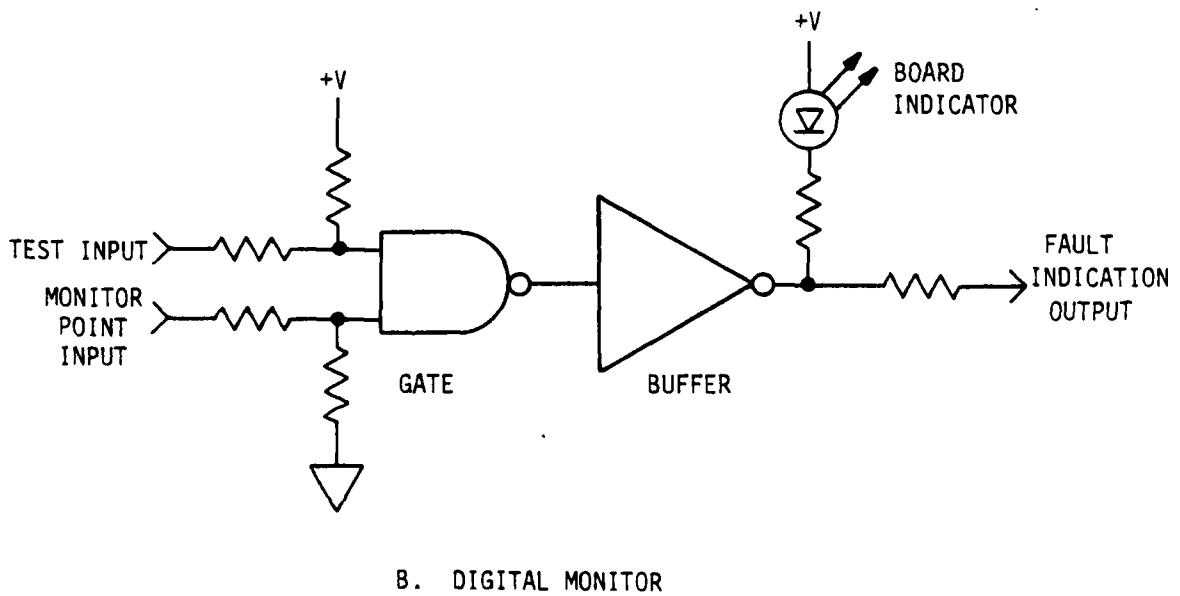 +V
BOARD
INDICATOR
+V
TEST INPUT
MONITOR
POINT
INPUT
GATE
BUFFER
FAULT
INDICATION
OUTPUT
B. DIGITAL MONITOR